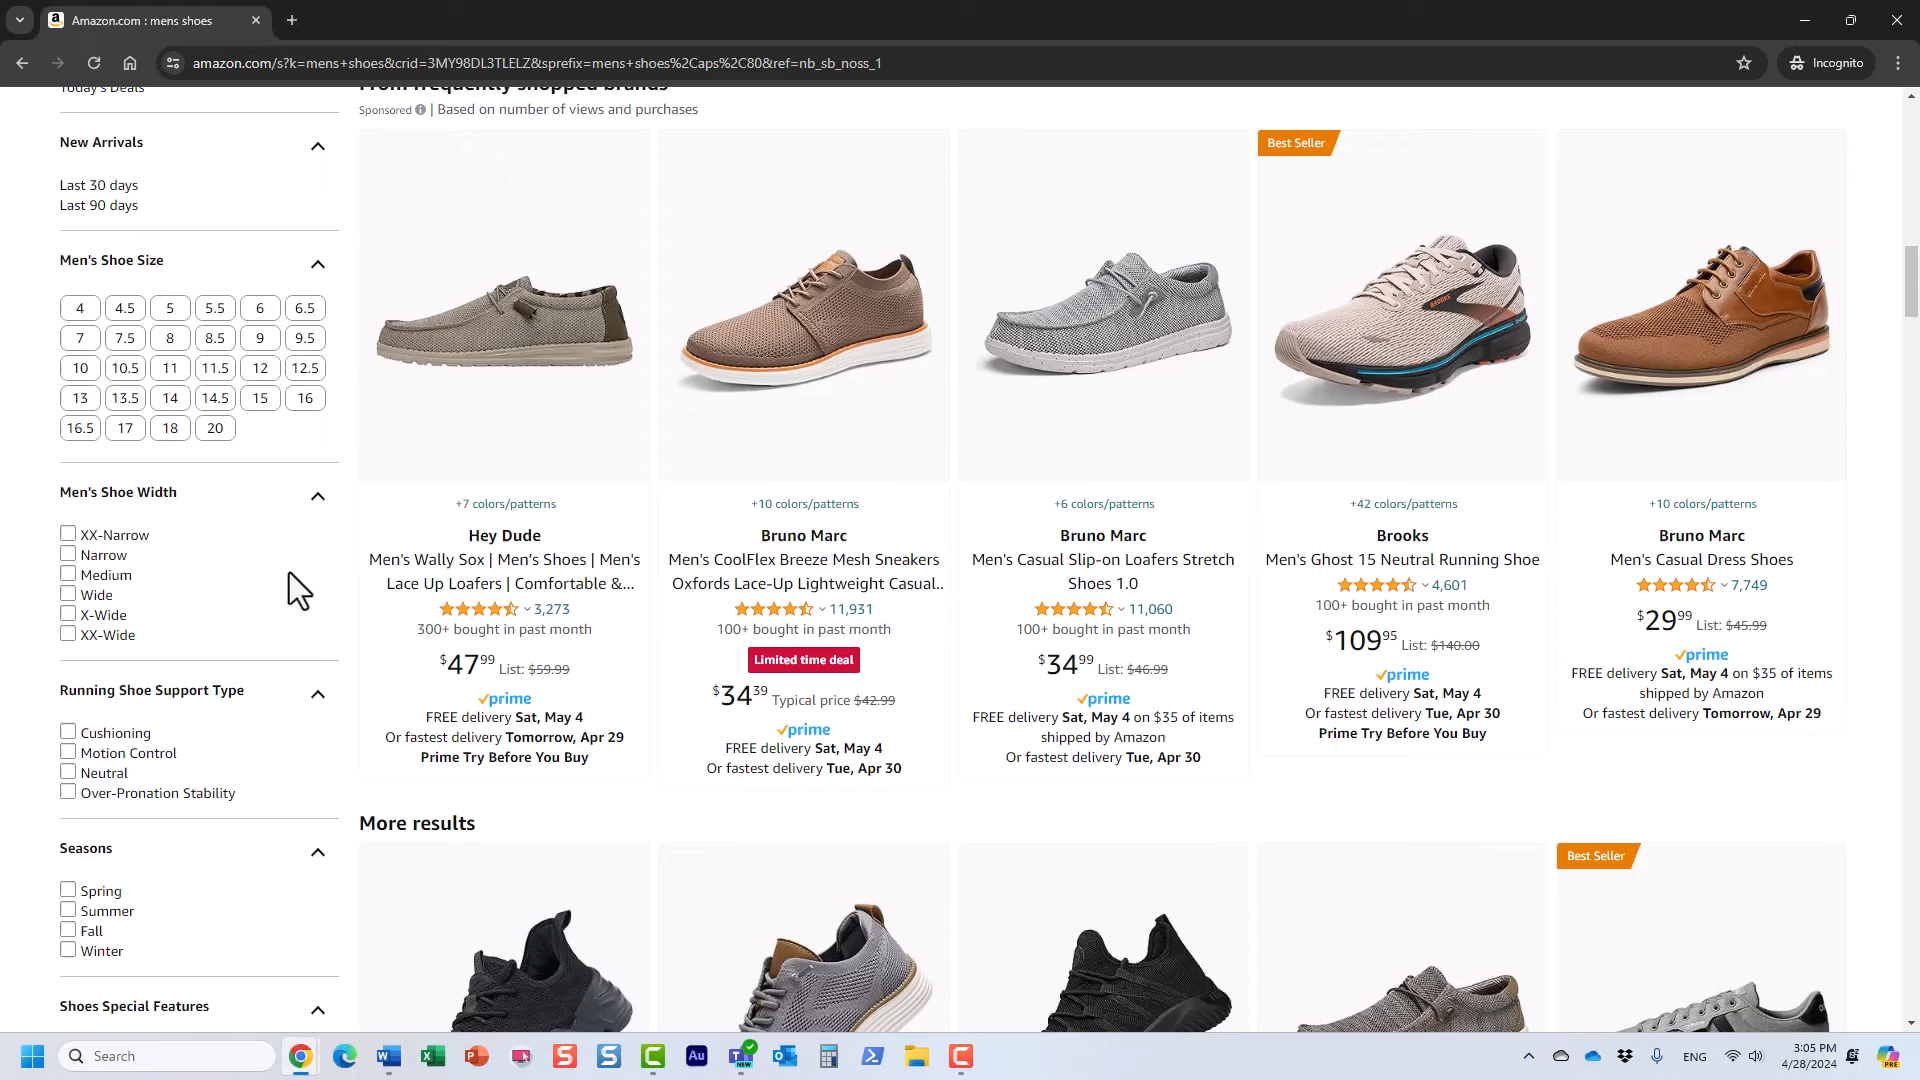 Amazon.com : mens shoes
amazon.com/s?k=mens+shoes&crid=3MY98DL3TLELZ&sprefix=mens+shoes%2Caps%2C80&ref=nb_sb_noss_1
Incognito
Today's Deals
New Arrivals
Last 30 days
Last 90 days
Men's Shoe Size
4 4.5 5 5.5 6 6.5
7 7.5 8 8.5 9 9.5
10 10.5 11 11.5 12 12.5
13 13.5 14 14.5 15 16
16.5 17 18 20
Men's Shoe Width
XX-Narrow
Narrow
Medium
Wide
X-Wide
XX-Wide
Running Shoe Support Type
Cushioning
Motion Control
Neutral
Over-Pronation Stability
Seasons
Spring
Summer
Fall
Winter
Shoes Special Features
From frequently shopped brands
Sponsored | Based on number of views and purchases
+7 colors/patterns
Hey Dude
Men's Wally Sox | Men’s Shoes | Men's
Lace Up Loafers | Comfortable &...
3,273
300+ bought in past month
$47 99 List: $59.99
prime
FREE delivery Sat, May 4
Or fastest delivery Tomorrow, Apr 29
Prime Try Before You Buy
+10 colors/patterns
Bruno Marc
Men's CoolFlex Breeze Mesh Sneakers
Oxfords Lace-Up Lightweight Casual..
11,931
100+ bought in past month
Limited time deal
$34 39 Typical price $42.99
prime
FREE delivery Sat, May 4
Or fastest delivery Tue, Apr 30
+6 colors/patterns
Bruno Marc
Men's Casual Slip-on Loafers Stretch
Shoes 1.0
11,060
100+ bought in past month
$34 99 List: $46.99
prime
FREE delivery Sat, May 4 on $35 of items
shipped by Amazon
Or fastest delivery Tue, Apr 30
Best Seller
BROOKS
+42 colors/patterns
Brooks
Men's Ghost 15 Neutral Running Shoe
4,601
100+ bought in past month
$109 95 List: $140.00
prime
FREE delivery Sat, May 4
Or fastest delivery Tue, Apr 30
Prime Try Before You Buy
+10 colors/patterns
Bruno Marc
Men's Casual Dress Shoes
7,749
$29 99 List: $45.99
prime
FREE delivery Sat, May 4 on $35 of items
shipped by Amazon
Or fastest delivery Tomorrow, Apr 29
More results
Best Seller
Search
Au
NEW
ENG
3:05 PM
4/28/2024
PRE